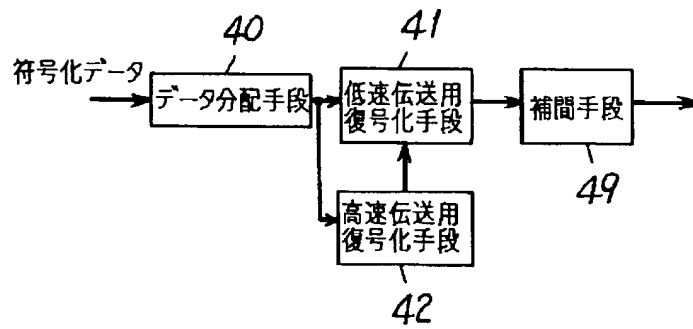 40
41
符号化データ
データ分配手段
低速伝送用
復号化手段
補間手段
49
高速伝送用
復号化手段
42